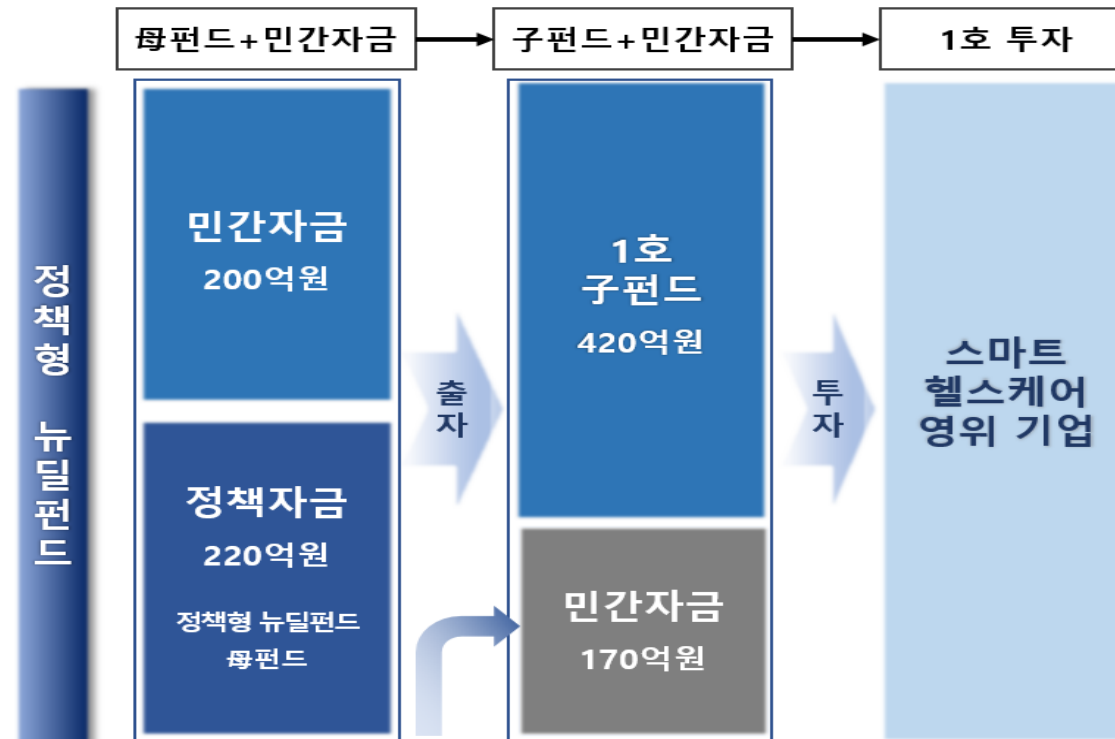 母펀드+민간자금
子펀드+민간자금
1호 투자
정책형 뉴딜펀드
민간자금
200억원
정책자금
220억원
정책형 뉴딜펀드
母펀드
출자
1호
子펀드
420억원
민간자금
170억원
투자
스마트
헬스케어
영위 기업